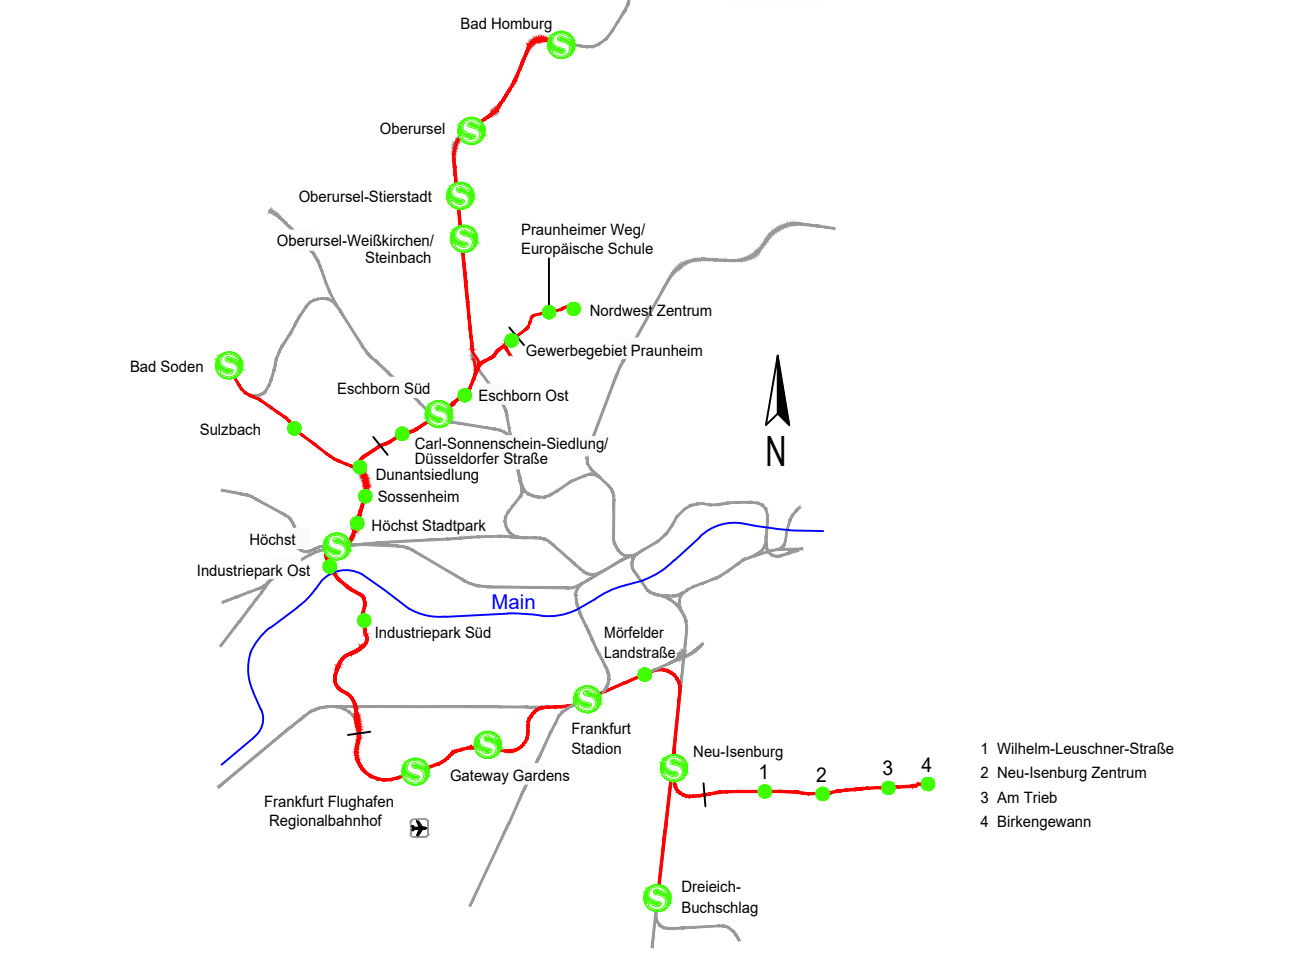 Bad Homburg
Oberursel
Oberursel-Stierstadt
Oberursel-Weißkirchen/
Steinbach
Praunheimer Weg/
Europäische Schule
Nordwest Zentrum
Gewerbegebiet Praunheim
Bad Soden
Eschborn Süd
Eschborn Ost
Sulzbach
Carl-Sonnenschein-Siedlung/
Düsseldorfer Straße
Dunantsiedlung
Sossenheim
Höchst Stadtpark
Höchst
Industriepark Ost
N
Main
Industriepark Süd
Mörfelder
Landstraße
Frankfurt
Stadion
Neu-Isenburg
Gateway Gardens
Frankfurt Flughafen
Regionalbahnhof
1
2
3
4
1 Wilhelm-Leuschner-Straße
2 Neu-Isenburg Zentrum
3 Am Trieb
4 Birkengewann
Dreieich-
Buchschlag
S
S
S
S
S
S
S
S
S
S
S
S